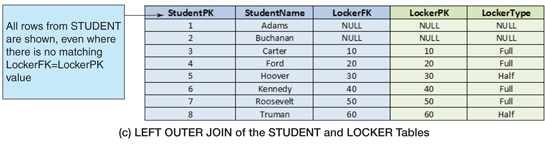 All rows from STUDENT
are shown, even where
there is no matching
LockerFK=LockerPK
value
StudentPK StudentName LockerFK LockerPK LockerType
1 Adams NULL NULL NULL
2 Buchanan NULL NULL NULL
3 Carter 10 10 Full
4 Ford 20 20 Full
5 Hoover 30 30 Half
6 Kennedy 40 40 Full
7 Roosevelt 50 50 Full
8 Truman 60 60 Half
(c) LEFT OUTER JOIN of the STUDENT and LOCKER Tables